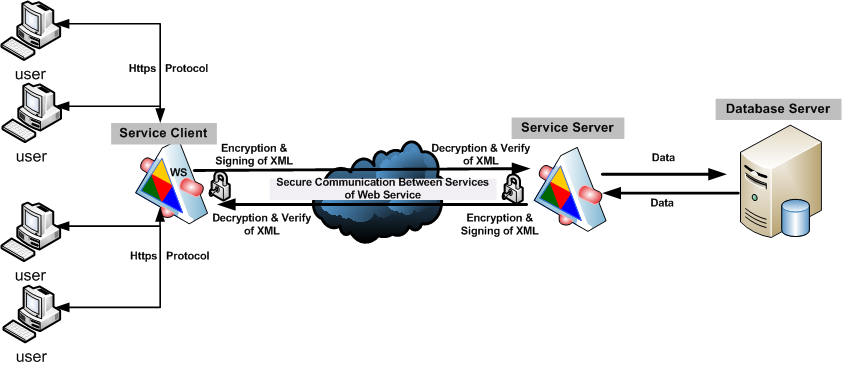 user
Https Protocol
user
Service Client
WS
Encryption &
Signing of XML
Decryption & Verify
of XML
Secure Communication Between Services
of Web Service
Decryption & Verify
of XML
Encryption &
Signing of XML
Service Server
Data
Data
Database Server
user
Https Protocol
user